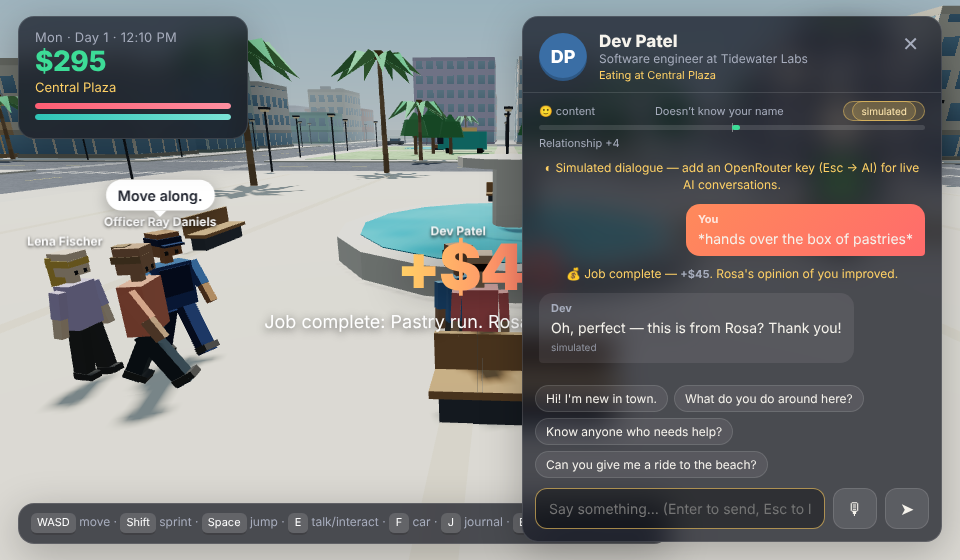 Mon · Day 1 · 12:10 PM
$295
Central Plaza
Move along.
Officer Ray Daniels
Lena Fischer
Dev Patel
+$4
Job complete: Pastry run. Rosa
WASD move · Shift sprint · Space jump · E talk/interact · F car · J journal ·
DP
Dev Patel
Software engineer at Tidewater Labs
Eating at Central Plaza
✕
🙂 content
Doesn't know your name
simulated
Relationship +4
Simulated dialogue — add an OpenRouter key (Esc → AI) for live
AI conversations.
You
*hands over the box of pastries*
💰 Job complete — +$45. Rosa's opinion of you improved.
Dev
Oh, perfect — this is from Rosa? Thank you!
simulated
Hi! I'm new in town.
What do you do around here?
Know anyone who needs help?
Can you give me a ride to the beach?
Say something... (Enter to send, Esc to l